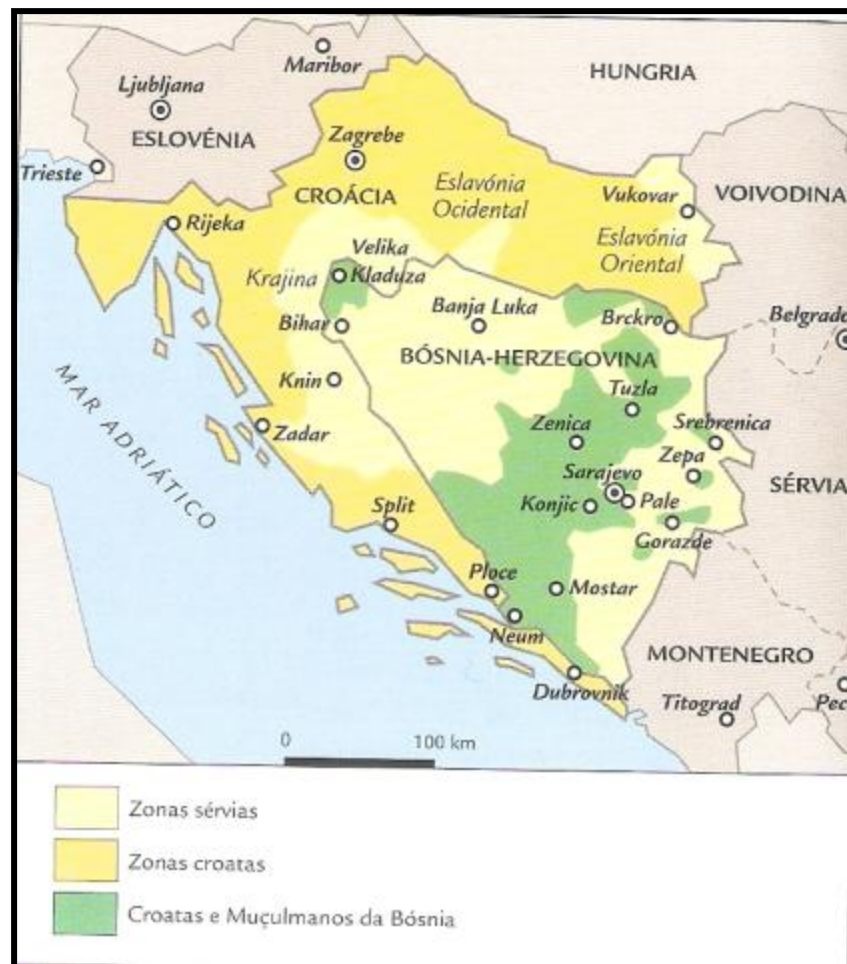 Maribor
HUNGRIA
Ljubljana
ESLOVÉNIA
Zagrebe
Trieste
CROÁCIA
Eslavónia
Ocidental
Vukovar
VOIVODINA
Rijeka
Eslavónia
Oriental
Velika
Kladuza
Krajina
Banja Luka
Brckro
Belgrado
Bihar
BÓSNIA-HERZEGOVINA
MAR ADRIÁTICO
Knin
Tuzla
Zadar
Zenica
Srebrenica
Zepa
Sarajevo
SÉRVIA
Split
Konjic
Pale
Gorazde
Ploce
Mostar
Neum
MONTENEGRO
Dubrovnik
Titograd
Pec
0
100 km
Zonas sérvias
Zonas croatas
Croatas e Muçulmanos da Bósnia